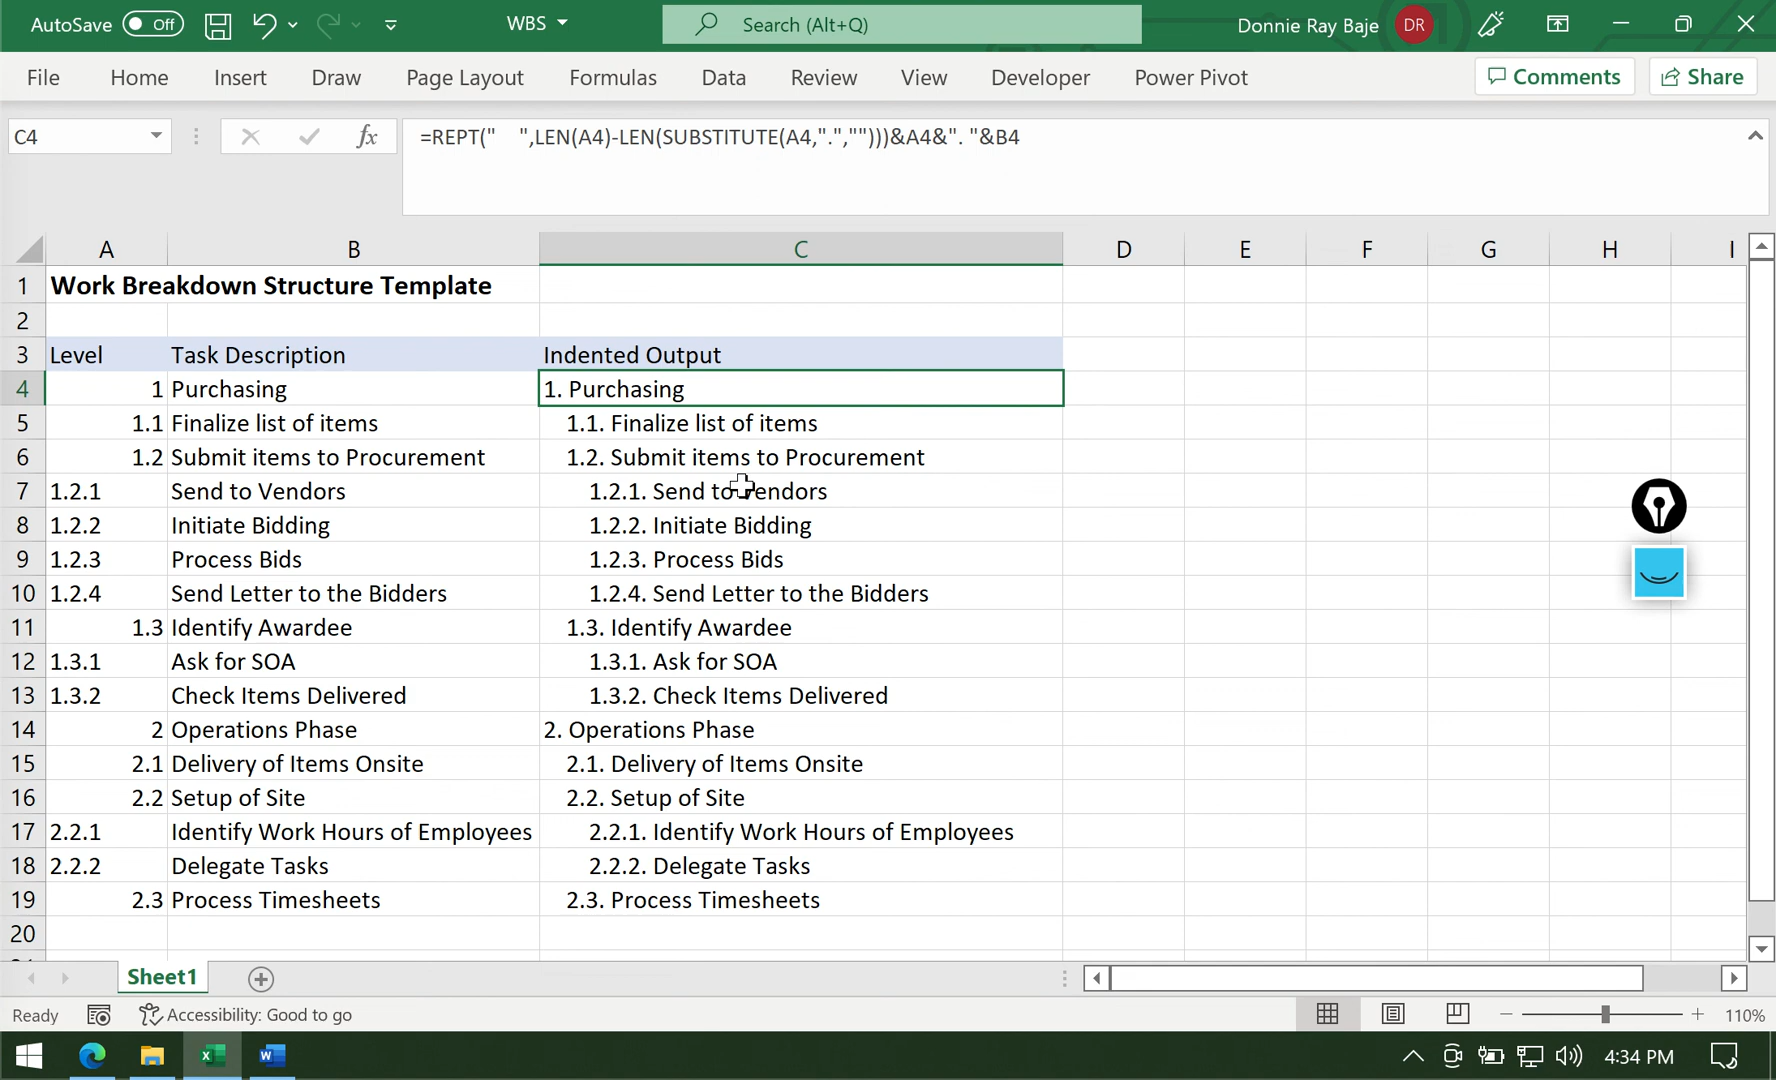 AutoSave Off WBS Search (Alt+Q) Donnie Ray Baje DR
File Home Insert Draw Page Layout Formulas Data Review View Developer Power Pivot Comments Share
C4 fx =REPT("    ",LEN(A4)-LEN(SUBSTITUTE(A4,".","")))&A4&". "&B4
A B C D E F G H I
1 Work Breakdown Structure Template
2
3 Level Task Description Indented Output
4 1 Purchasing 1. Purchasing
5 1.1 Finalize list of items 1.1. Finalize list of items
6 1.2 Submit items to Procurement 1.2. Submit items to Procurement
7 1.2.1 Send to Vendors 1.2.1. Send to Vendors
8 1.2.2 Initiate Bidding 1.2.2. Initiate Bidding
9 1.2.3 Process Bids 1.2.3. Process Bids
10 1.2.4 Send Letter to the Bidders 1.2.4. Send Letter to the Bidders
11 1.3 Identify Awardee 1.3. Identify Awardee
12 1.3.1 Ask for SOA 1.3.1. Ask for SOA
13 1.3.2 Check Items Delivered 1.3.2. Check Items Delivered
14 2 Operations Phase 2. Operations Phase
15 2.1 Delivery of Items Onsite 2.1. Delivery of Items Onsite
16 2.2 Setup of Site 2.2. Setup of Site
17 2.2.1 Identify Work Hours of Employees 2.2.1. Identify Work Hours of Employees
18 2.2.2 Delegate Tasks 2.2.2. Delegate Tasks
19 2.3 Process Timesheets 2.3. Process Timesheets
20
Sheet1
Ready Accessibility: Good to go 110%
4:34 PM